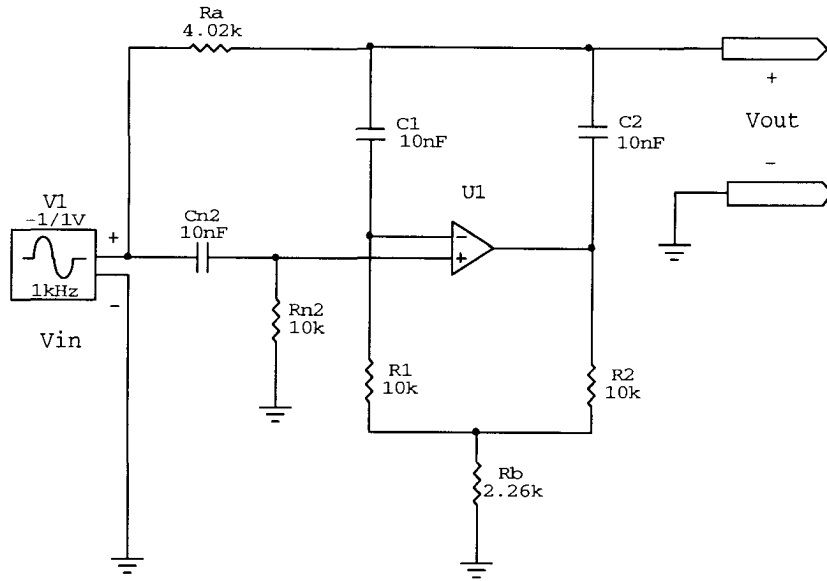 Ra
4.02k
C1
10nF
C2
10nF
+
Vout
-
U1
V1
-1/1V
+
Cn2
10nF
-
+
1kHz
-
Rn2
10k
Vin
R1
10k
R2
10k
Rb
2.26k